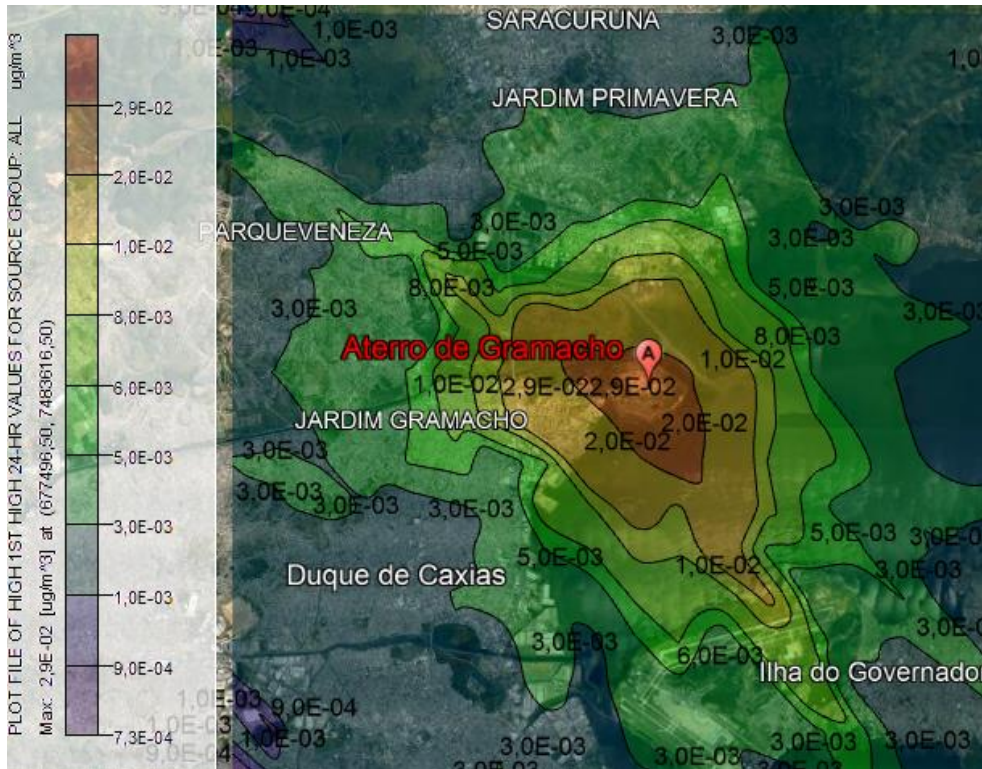 PLOT FILE OF HIGH 1ST HIGH 24-HR VALUES FOR SOURCE GROUP: ALL ug/m^3
Max: 2,9E-02 [ug/m^3] at (677496,50, 7483616,50)
2,9E-02
2,0E-02
1,0E-02
8,0E-03
6,0E-03
5,0E-03
3,0E-03
1,0E-03
9,0E-04
7,3E-04
9,0E-04
SARACURUNA
1,0E-03
3,0E-03
1,0E-03
1,0E-03
JARDIM PRIMAVERA
3,0E-03
3,0E-03
PARQUEVENEZA
3,0E-03
5,0E-03
8,0E-03
5,0E-03
3,0E-03
3,0E-03
8,0E-03
Aterro de Gramacho
A
1,0E-02
1,0E-02
2,9E-02
2,9E-02
JARDIM GRAMACHO
2,0E-02
2,0E-02
3,0E-03
3,0E-03
3,0E-03
3,0E-03
5,0E-03
3,0E-03
5,0E-03
1,0E-02
3,0E-03
Duque de Caxias
3,0E-03
6,0E-03
Ilha do Governador
9,0E-04
1,0E-03
1,0E-03
3,0E-03
3,0E-03
3,0E-03
3,0E-03